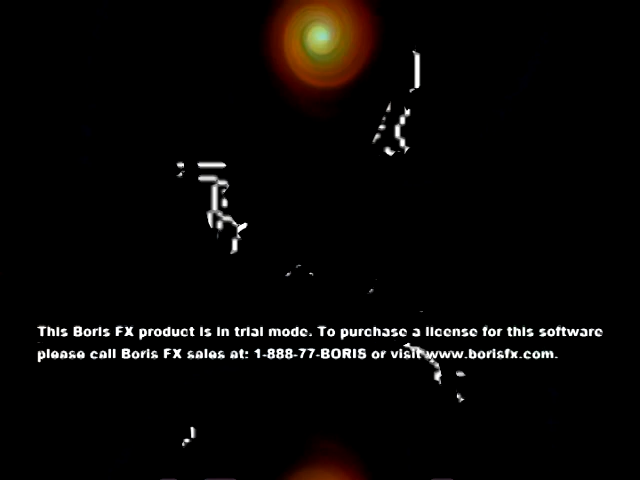 This Boris FX product is in trial mode. To purchase a license for this software
please call Boris FX sales at: 1-888-77-BORIS or visit www.borisfx.com.